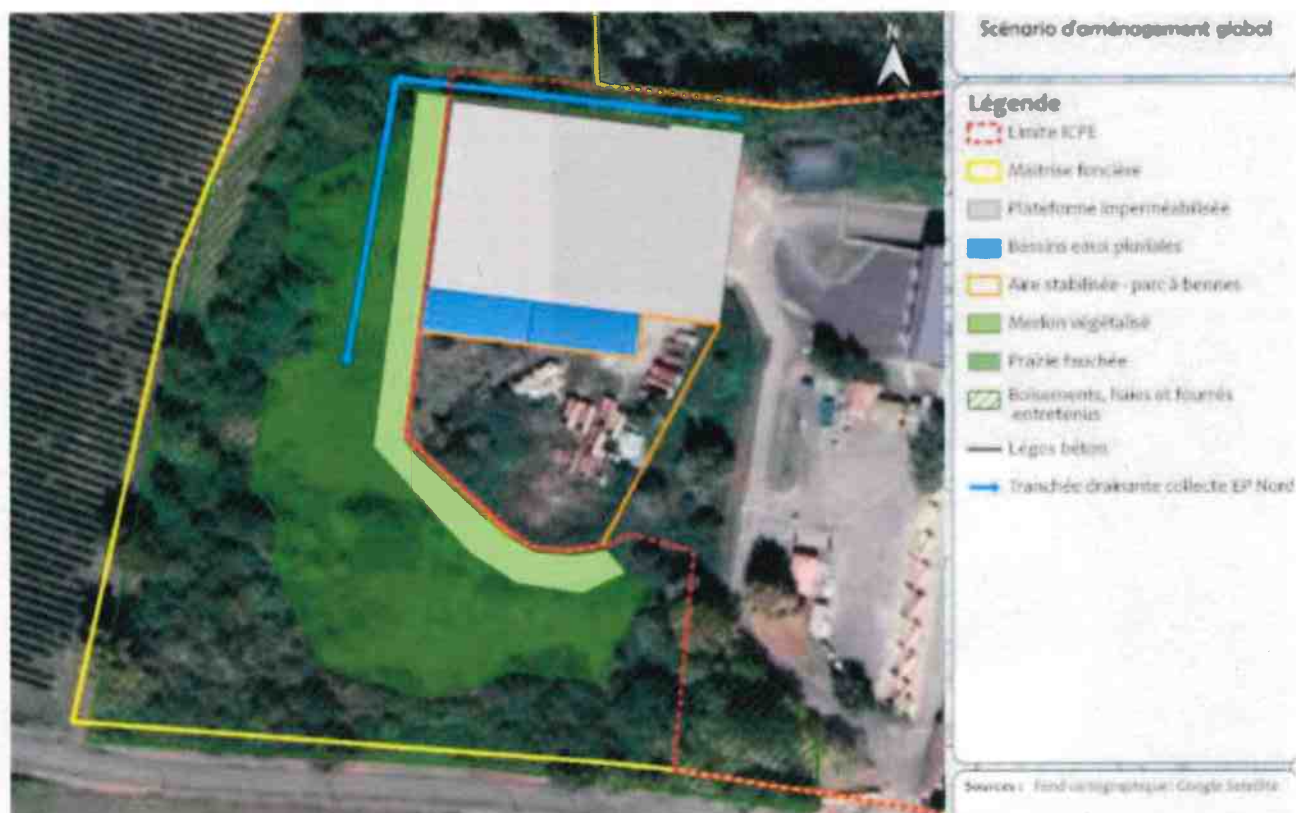 N
Scénario d'aménagement global
Légende
Limite ICPE
Maîtrise foncière
Plateforme imperméabilisée
Bassins eaux pluviales
Aire stabilisée - parc à bennes
Merlon végétalisé
Prairie fauchée
Boisements, haies et fourrés
entretenus
Légos béton
Tranchée drainante collecte EP Nord
Sources : Fond cartographique : Google Satellite